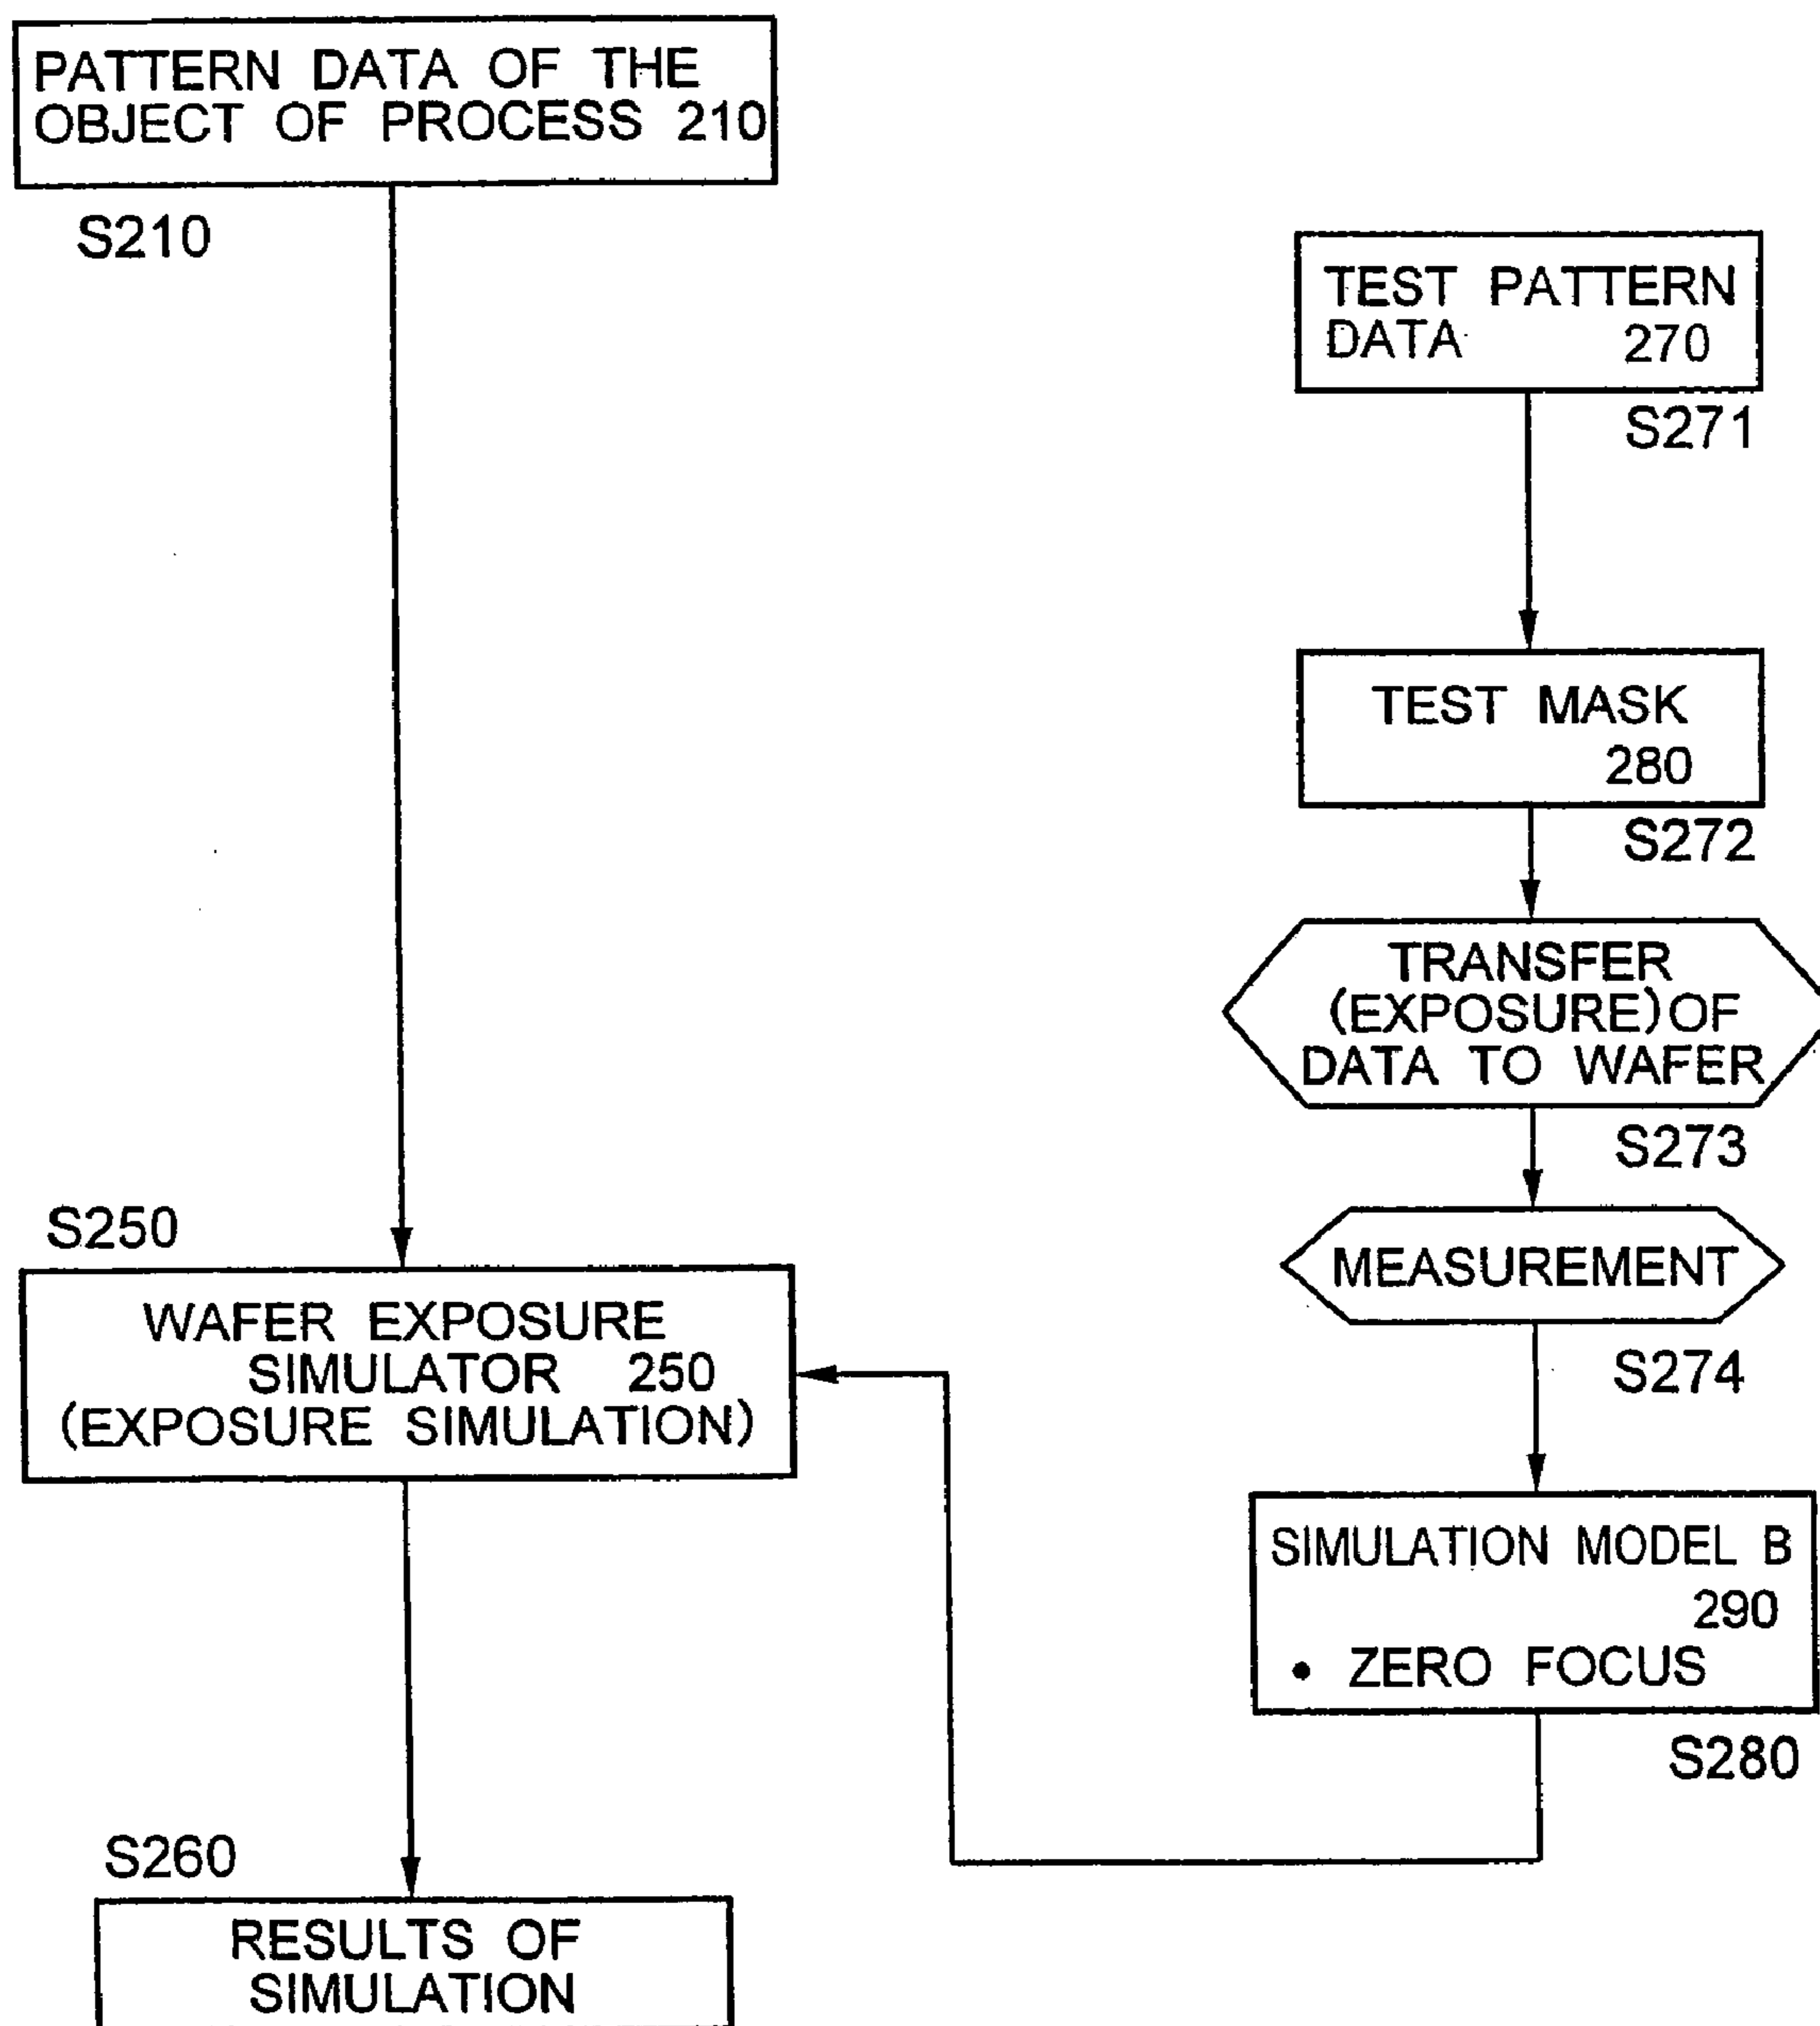 PATTERN DATA OF THE
OBJECT OF PROCESS 210
S210
TEST PATTERN
DATA 270
S271
TEST MASK
280
S272
TRANSFER
(EXPOSURE) OF
DATA TO WAFER
S273
MEASUREMENT
S274
SIMULATION MODEL B
290
• ZERO FOCUS
S280
S250
WAFER EXPOSURE
SIMULATOR 250
(EXPOSURE SIMULATION)
S260
RESULTS OF
SIMULATION